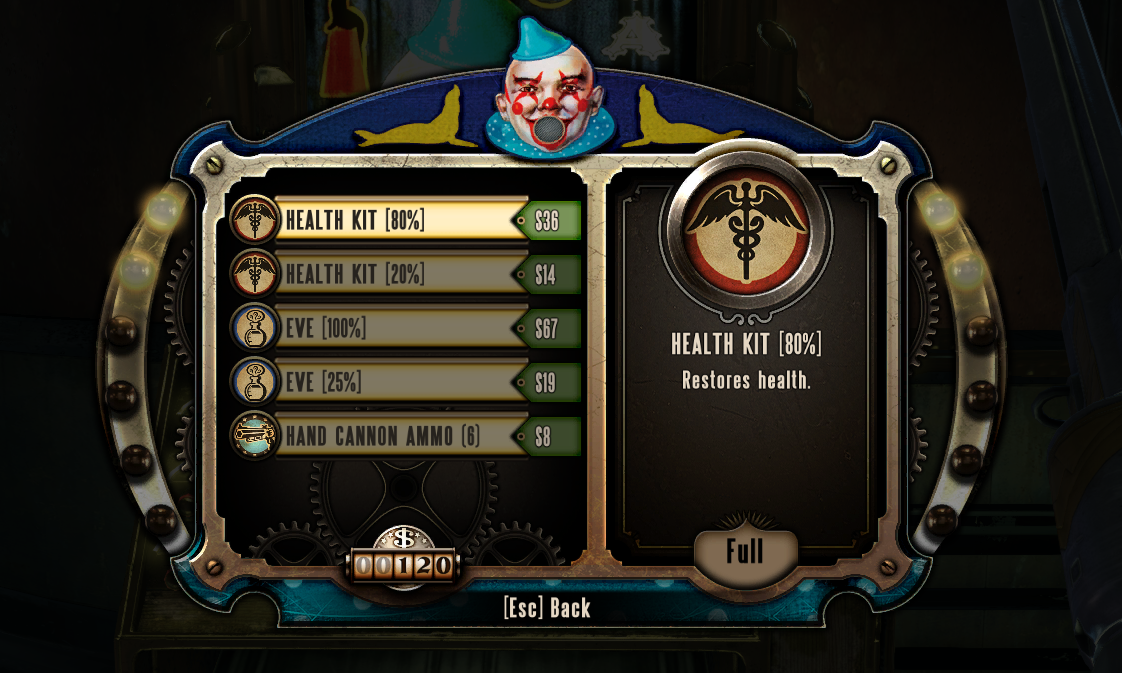 HEALTH KIT [80%] $36
HEALTH KIT [20%] $14
EVE [100%] $67
EVE [25%] $19
HAND CANNON AMMO (6) $8
$
00120
HEALTH KIT [80%]
Restores health.
Full
[Esc] Back